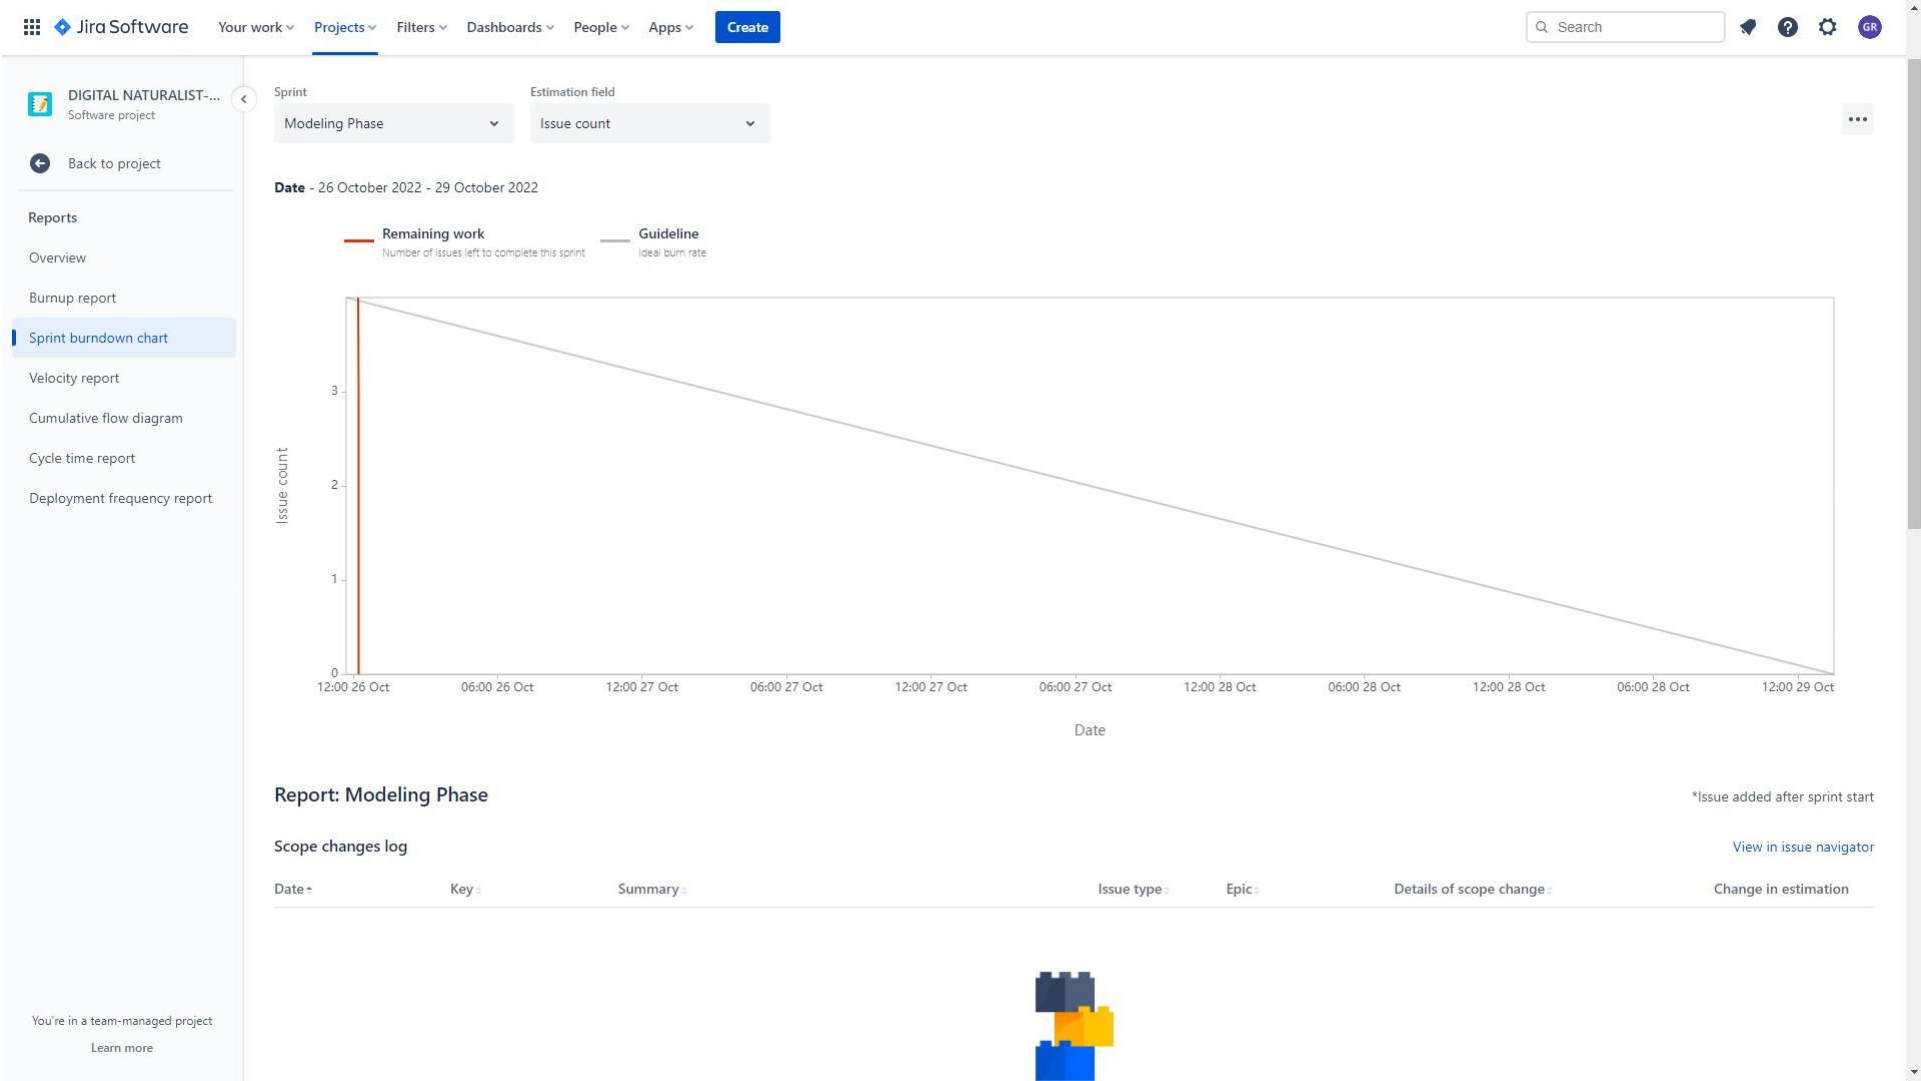 Jira Software Your work Projects Filters Dashboards People Apps Create Search GR
DIGITAL NATURALIST-...
Software project
Back to project
Reports
Overview
Burnup report
Sprint burndown chart
Velocity report
Cumulative flow diagram
Cycle time report
Deployment frequency report
You're in a team-managed project
Learn more
Sprint Estimation field
Modeling Phase Issue count
Date - 26 October 2022 - 29 October 2022
Remaining work Guideline
Number of issues left to complete this sprint Ideal burn rate
3
2
1
0
Issue count
12:00 26 Oct 06:00 26 Oct 12:00 27 Oct 06:00 27 Oct 12:00 27 Oct 06:00 27 Oct 12:00 28 Oct 06:00 28 Oct 12:00 28 Oct 06:00 28 Oct 12:00 29 Oct
Date
Report: Modeling Phase *Issue added after sprint start
Scope changes log View in issue navigator
Date Key Summary Issue type Epic Details of scope change Change in estimation